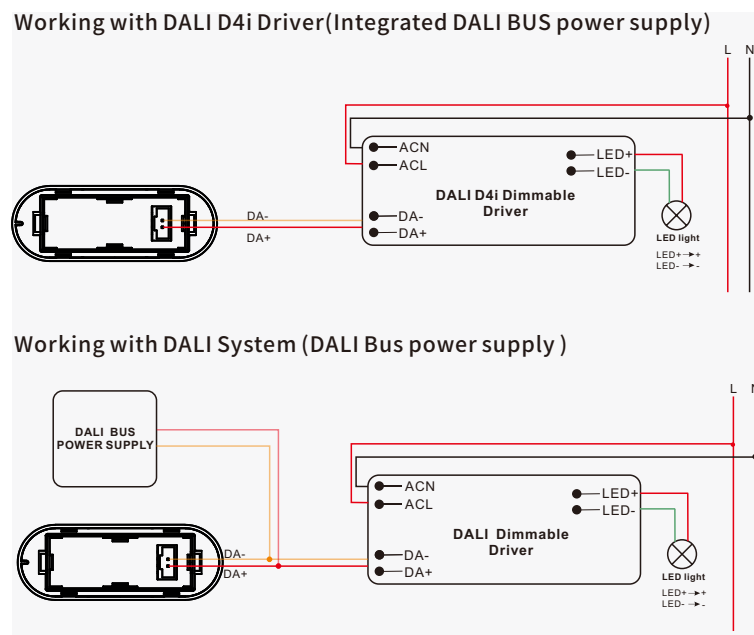 Working with DALI D4i Driver(Integrated DALI BUS power supply)
L N
ACN
ACL
LED+
LED-
DALI D4i Dimmable
Driver
DA-
DA+
DA-
DA+
LED light
LED+→+
LED-→-
Working with DALI System (DALI Bus power supply )
L N
DALI BUS
POWER SUPPLY
ACN
ACL
LED+
LED-
DALI Dimmable
Driver
DA-
DA+
DA-
DA+
LED light
LED+→+
LED-→-